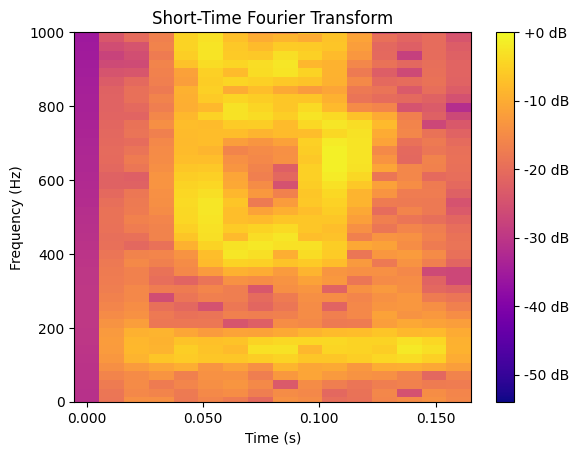 Short-Time Fourier Transform
1000
800
600
400
200
0
Frequency (Hz)
0.000
0.050
0.100
0.150
Time (s)
+0 dB
-10 dB
-20 dB
-30 dB
-40 dB
-50 dB